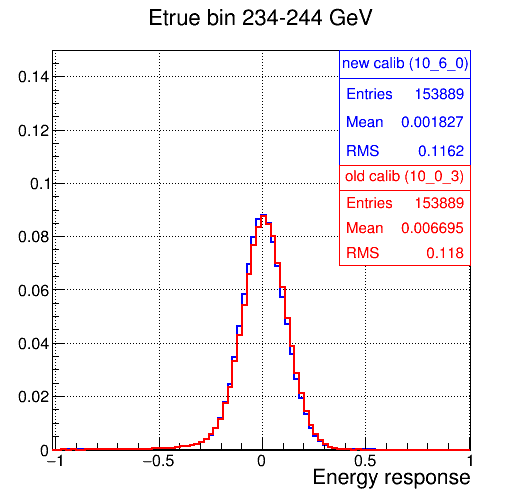 Etrue bin 234-244 GeV
new calib (10_6_0)
Entries 153889
Mean 0.001827
RMS 0.1162
old calib (10_0_3)
Entries 153889
Mean 0.006695
RMS 0.118
0.14
0.12
0.1
0.08
0.06
0.04
0.02
0
−1 −0.5 0 0.5 1
Energy response